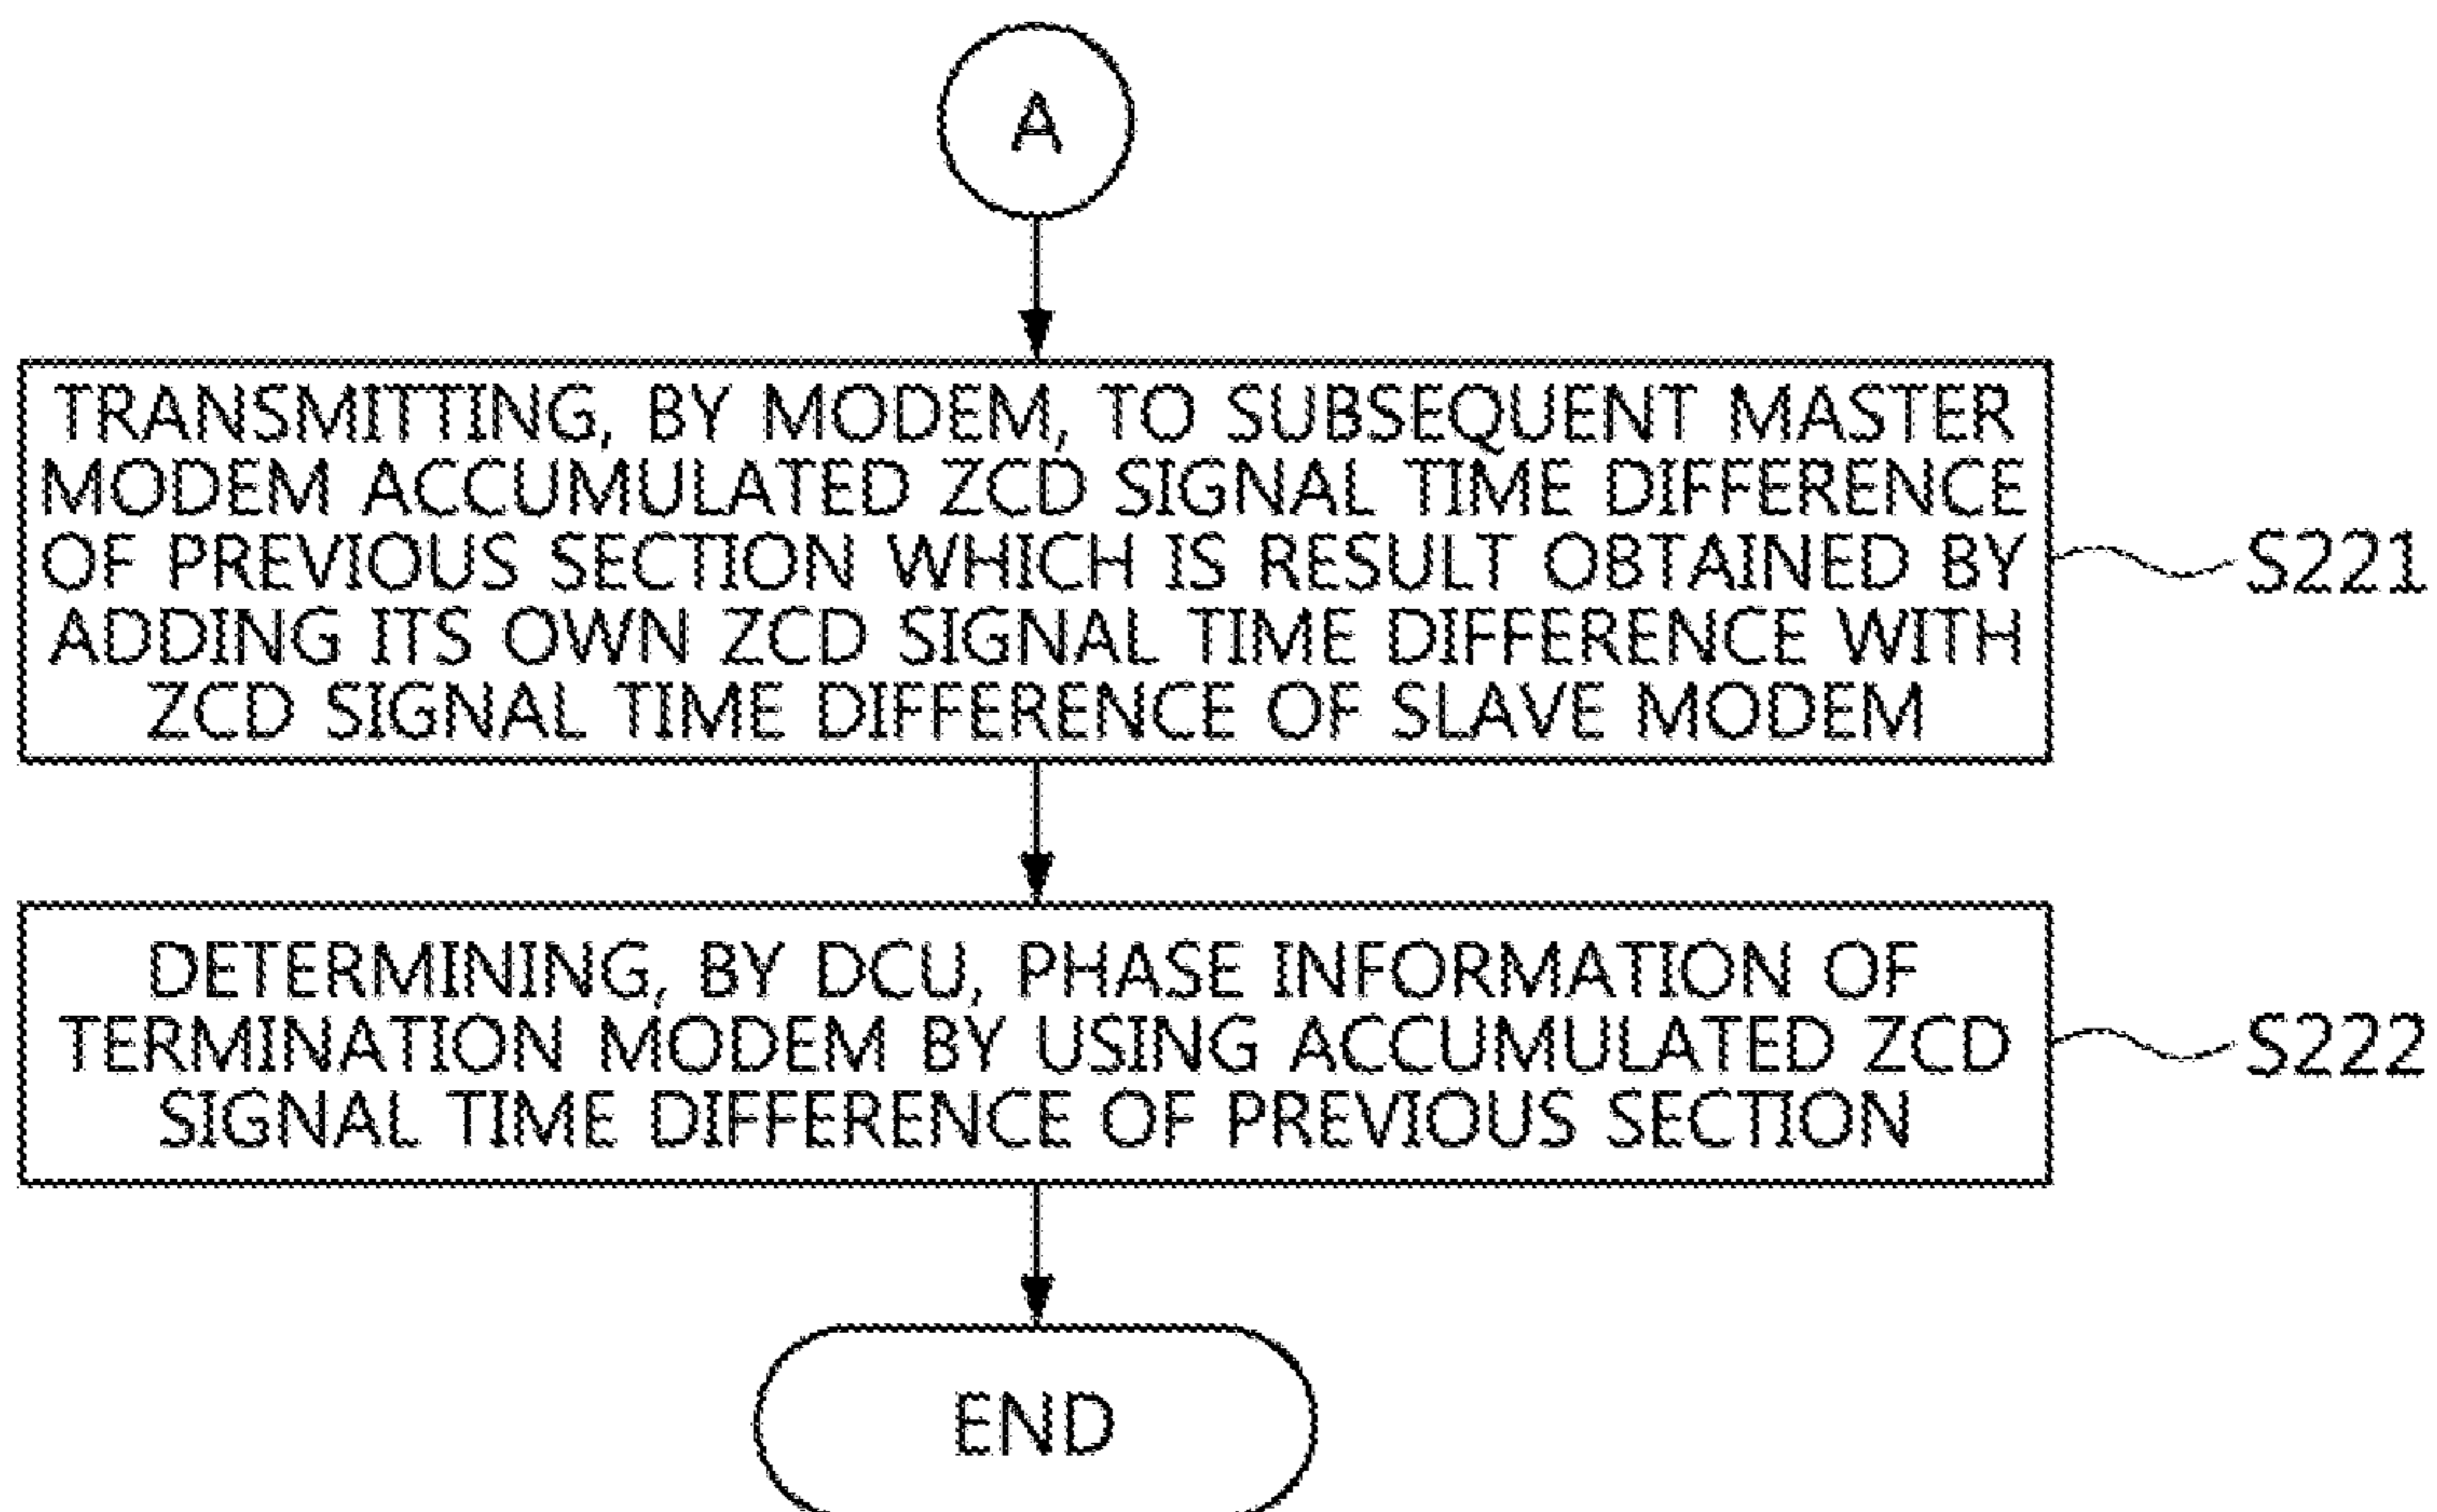 A
TRANSMITTING, BY MODEM, TO SUBSEQUENT MASTER
MODEM ACCUMULATED ZCD SIGNAL TIME DIFFERENCE
OF PREVIOUS SECTION WHICH IS RESULT OBTAINED BY
ADDING ITS OWN ZCD SIGNAL TIME DIFFERENCE WITH
ZCD SIGNAL TIME DIFFERENCE OF SLAVE MODEM
S221
DETERMINING, BY DCU, PHASE INFORMATION OF
TERMINATION MODEM BY USING ACCUMULATED ZCD
SIGNAL TIME DIFFERENCE OF PREVIOUS SECTION
S222
END